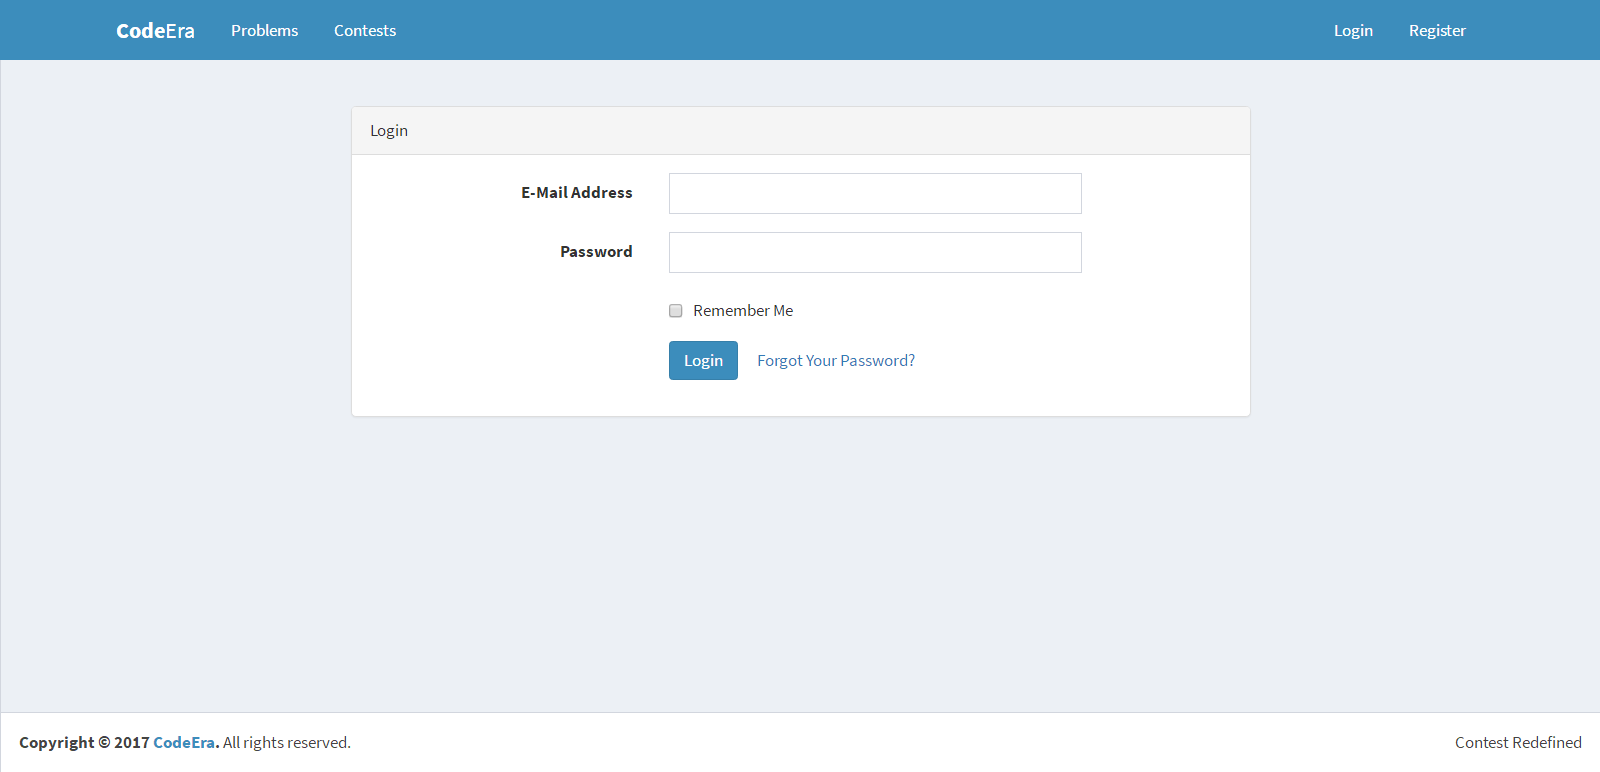 CodeEra Problems Contests Login Register
Login
E-Mail Address
Password
Remember Me
Login Forgot Your Password?
Copyright © 2017 CodeEra. All rights reserved. Contest Redefined